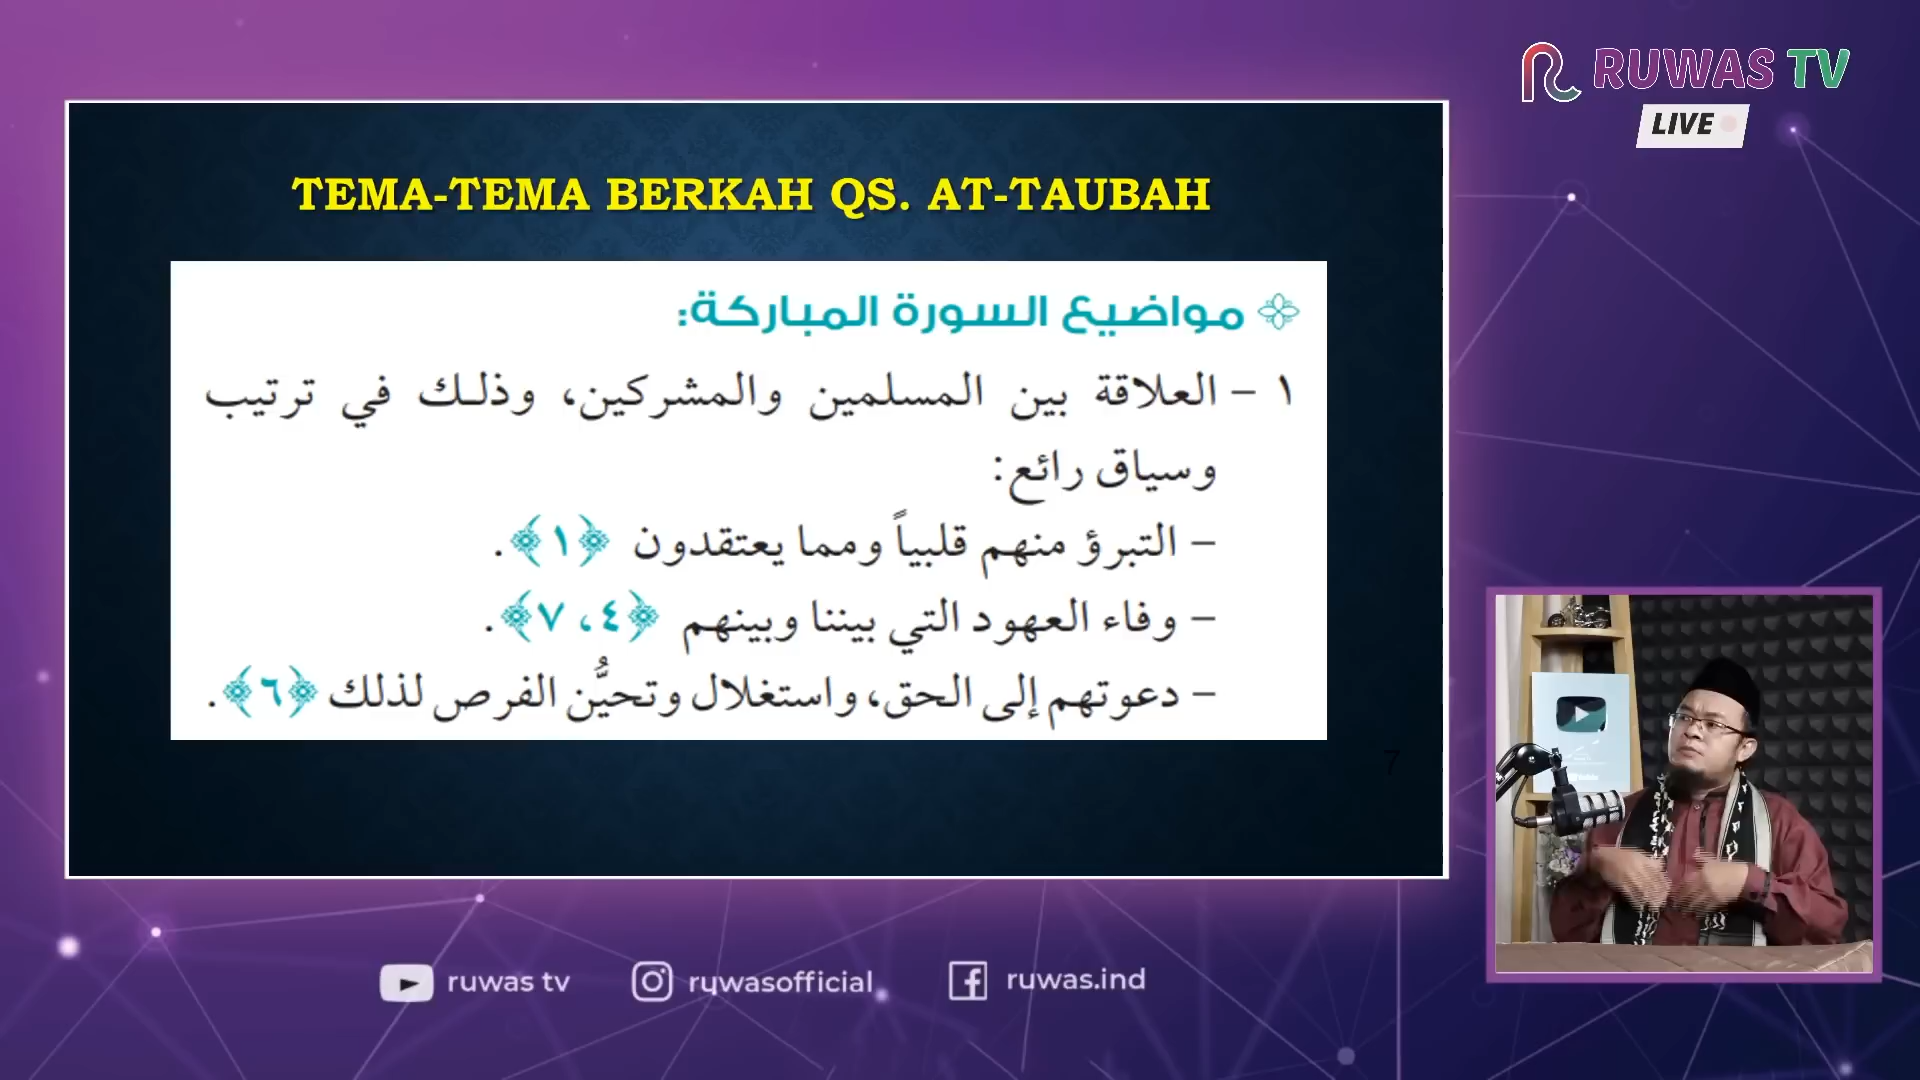 RUWAS TV
LIVE
TEMA-TEMA BERKAH QS. AT-TAUBAH
مواضيع السورة المباركة:
١ – العلاقة بين المسلمين والمشركين، وذلك في ترتيب
وسياق رائع:
– التبرؤ منهم قلبياً ومما يعتقدون ﴿١﴾.
– وفاء العهود التي بيننا وبينهم ﴿٤، ٧﴾.
– دعوتهم إلى الحق، واستغلال وتحيُّن الفرص لذلك ﴿٦﴾.
7
ruwas tv
ruwasofficial
ruwas.ind